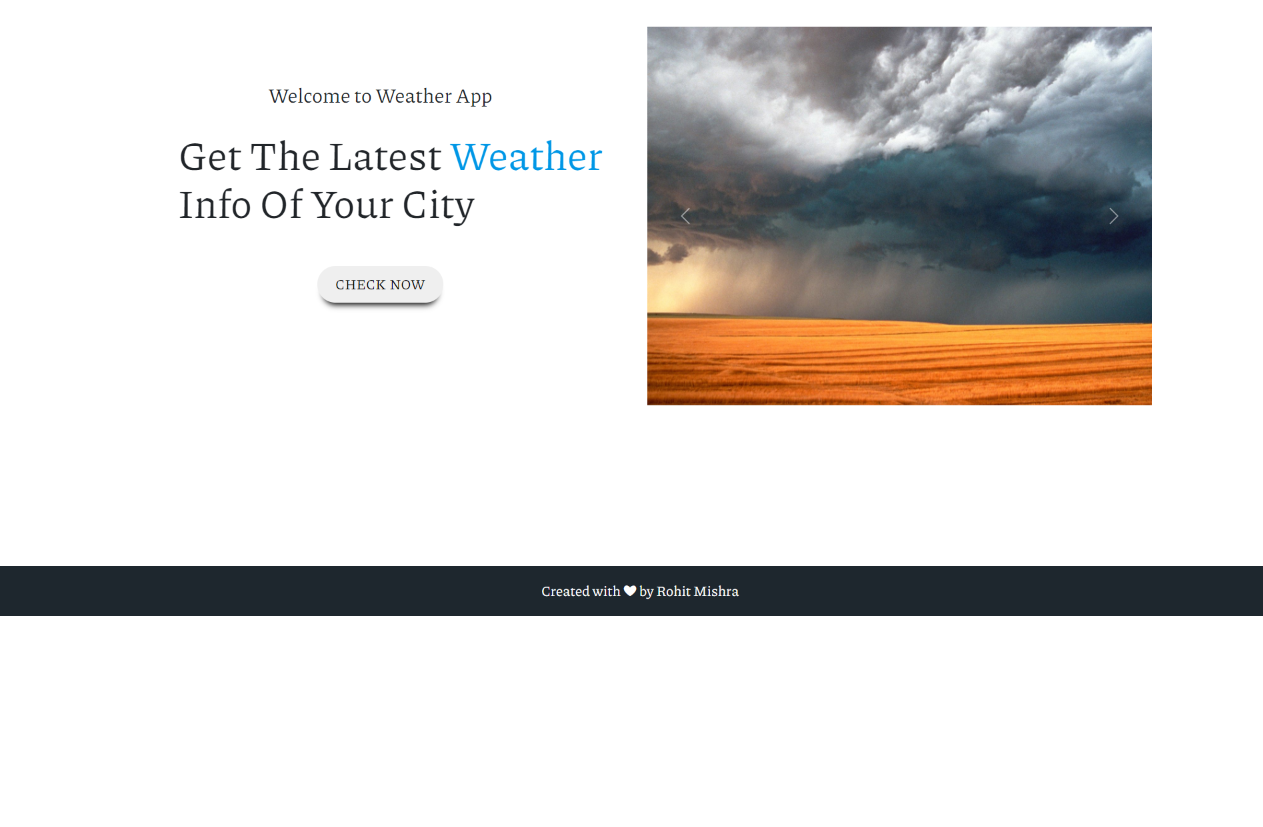 Welcome to Weather App
Get The Latest Weather
Info Of Your City
CHECK NOW
Created with ♥ by Rohit Mishra